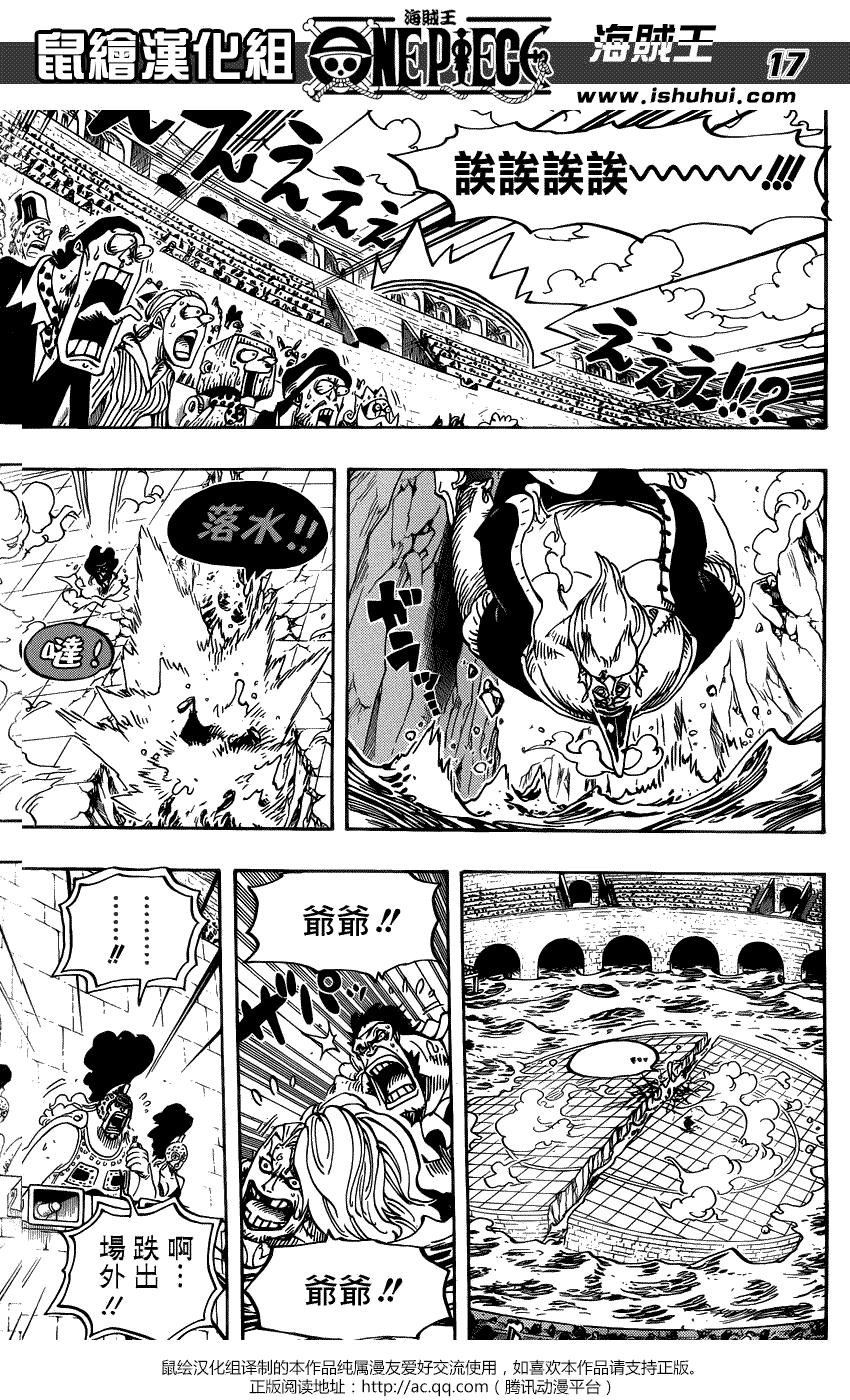 鼠繪漢化組
海賊王
ONE PIECE
海賊王
17
www.ishuhui.com
誒誒誒誒〰〰〰!!!
えええええ
ええええ!!!?
ガラッ
落水!!
噠!
…
爺爺!!
ザバッ
爺爺!!
………
………!!
啊…
跌出
場外!!
鼠绘汉化组译制的本作品纯属漫友爱好交流使用,如喜欢本作品请支持正版。
正版阅读地址:http://ac.qq.com(腾讯动漫平台)